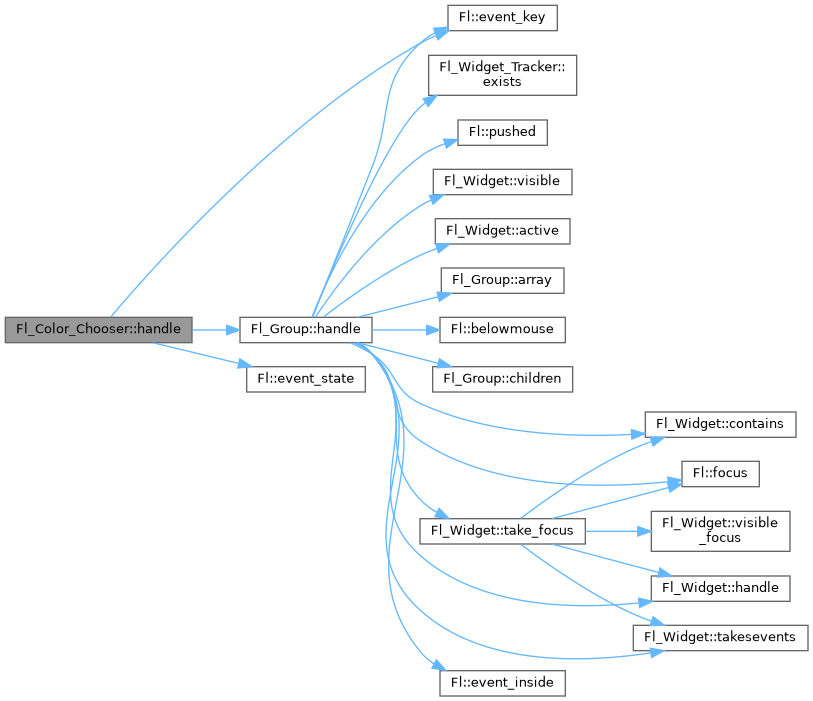 Fl::event_key
Fl_Widget_Tracker::
exists
Fl::pushed
Fl_Widget::visible
Fl_Widget::active
Fl_Group::array
Fl_Color_Chooser::handle
Fl_Group::handle
Fl::belowmouse
Fl::event_state
Fl_Group::children
Fl_Widget::contains
Fl::focus
Fl_Widget::take_focus
Fl_Widget::visible
_focus
Fl_Widget::handle
Fl_Widget::takesevents
Fl::event_inside